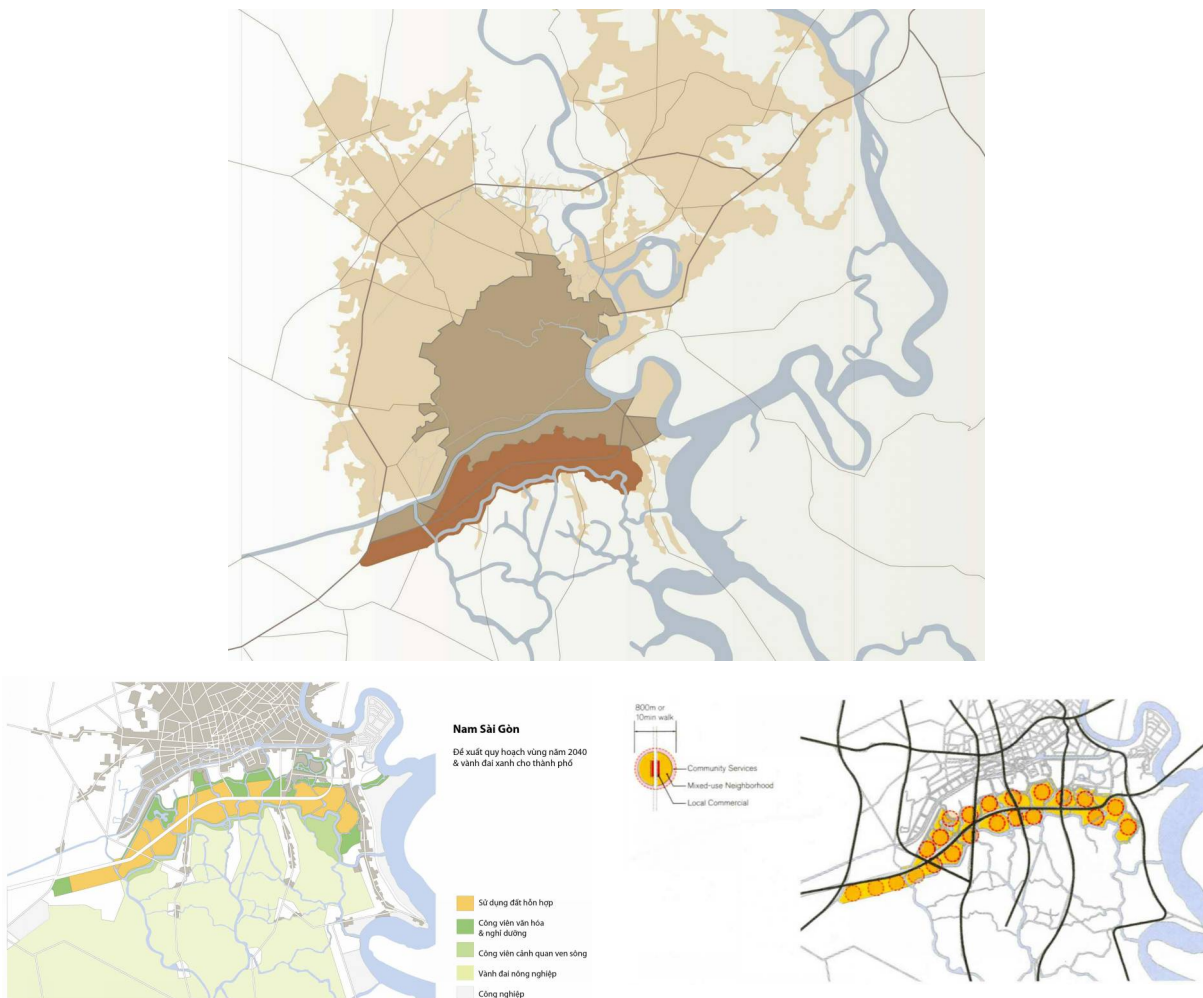 Nam Sài Gòn
Đề xuất quy hoạch vùng năm 2040
& vành đai xanh cho thành phố
Sử dụng đất hỗn hợp
Công viên văn hóa
& nghỉ dưỡng
Công viên cảnh quan ven sông
Vành đai nông nghiệp
Công nghiệp
800m or
10min walk
Community Services
Mixed-use Neighborhood
Local Commercial